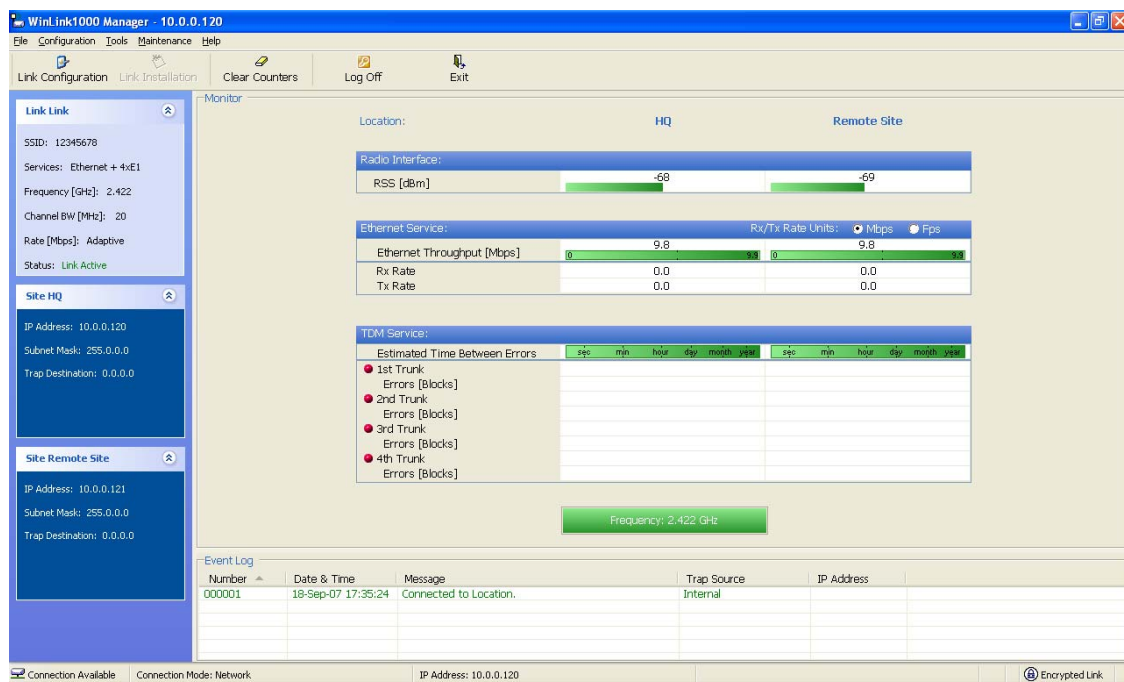 WinLink1000 Manager - 10.0.0.120
File Configuration Tools Maintenance Help
Link Configuration Link Installation Clear Counters Log Off Exit
Link Link
SSID: 12345678
Services: Ethernet + 4xE1
Frequency [GHz]: 2.422
Channel BW [MHz]: 20
Rate [Mbps]: Adaptive
Status: Link Active
Site HQ
IP Address: 10.0.0.120
Subnet Mask: 255.0.0.0
Trap Destination: 0.0.0.0
Site Remote Site
IP Address: 10.0.0.121
Subnet Mask: 255.0.0.0
Trap Destination: 0.0.0.0
Monitor
Location: HQ Remote Site
Radio Interface:
RSS [dBm] -68 -69
Ethernet Service: Rx/Tx Rate Units: Mbps Fps
Ethernet Throughput [Mbps] 9.8 9.8
0 9.9 0 9.9
Rx Rate 0.0 0.0
Tx Rate 0.0 0.0
TDM Service:
Estimated Time Between Errors sec min hour day month year sec min hour day month year
1st Trunk
Errors [Blocks]
2nd Trunk
Errors [Blocks]
3rd Trunk
Errors [Blocks]
4th Trunk
Errors [Blocks]
Frequency: 2.422 GHz
Event Log
Number Date & Time Message Trap Source IP Address
000001 18-Sep-07 17:35:24 Connected to Location. Internal
Connection Available Connection Mode: Network IP Address: 10.0.0.120 Encrypted Link